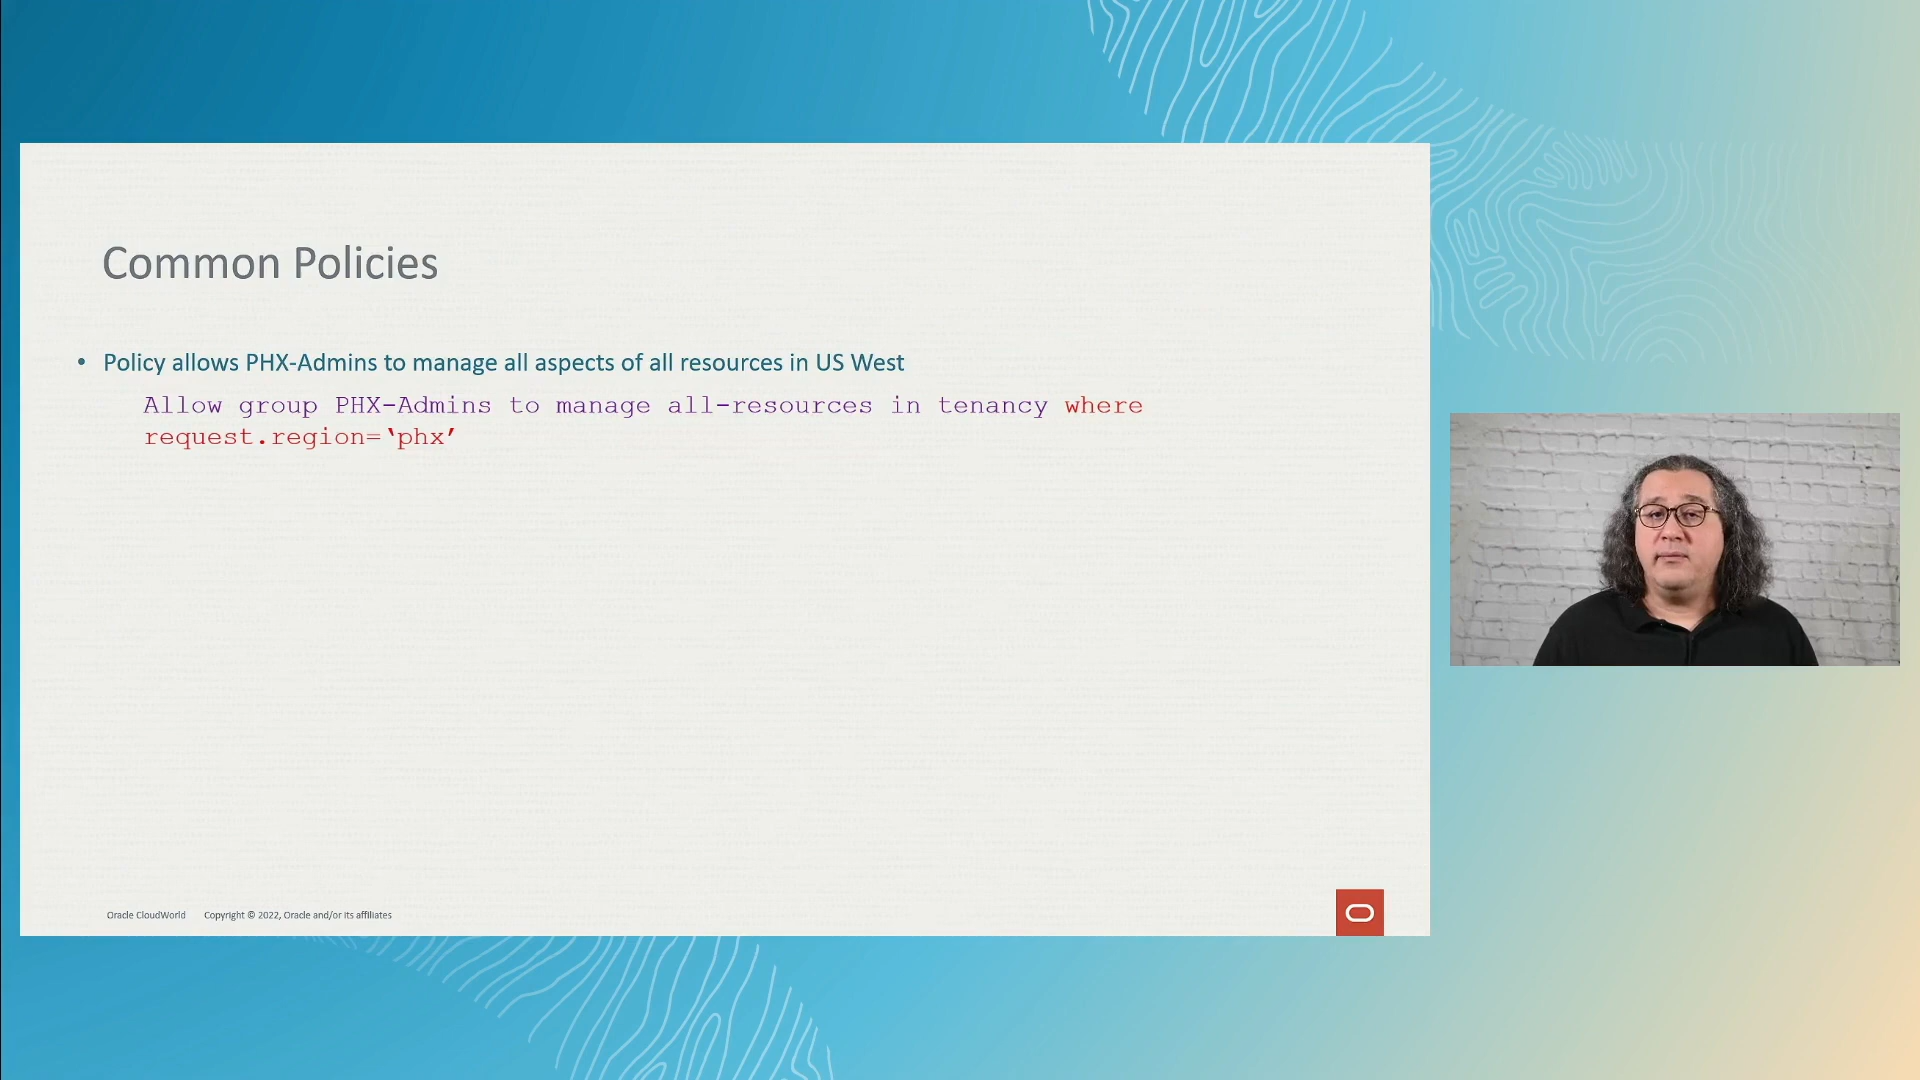 Common Policies
• Policy allows PHX-Admins to manage all aspects of all resources in US West
Allow group PHX-Admins to manage all-resources in tenancy where
request.region=‘phx’
Oracle CloudWorld Copyright © 2022, Oracle and/or its affiliates